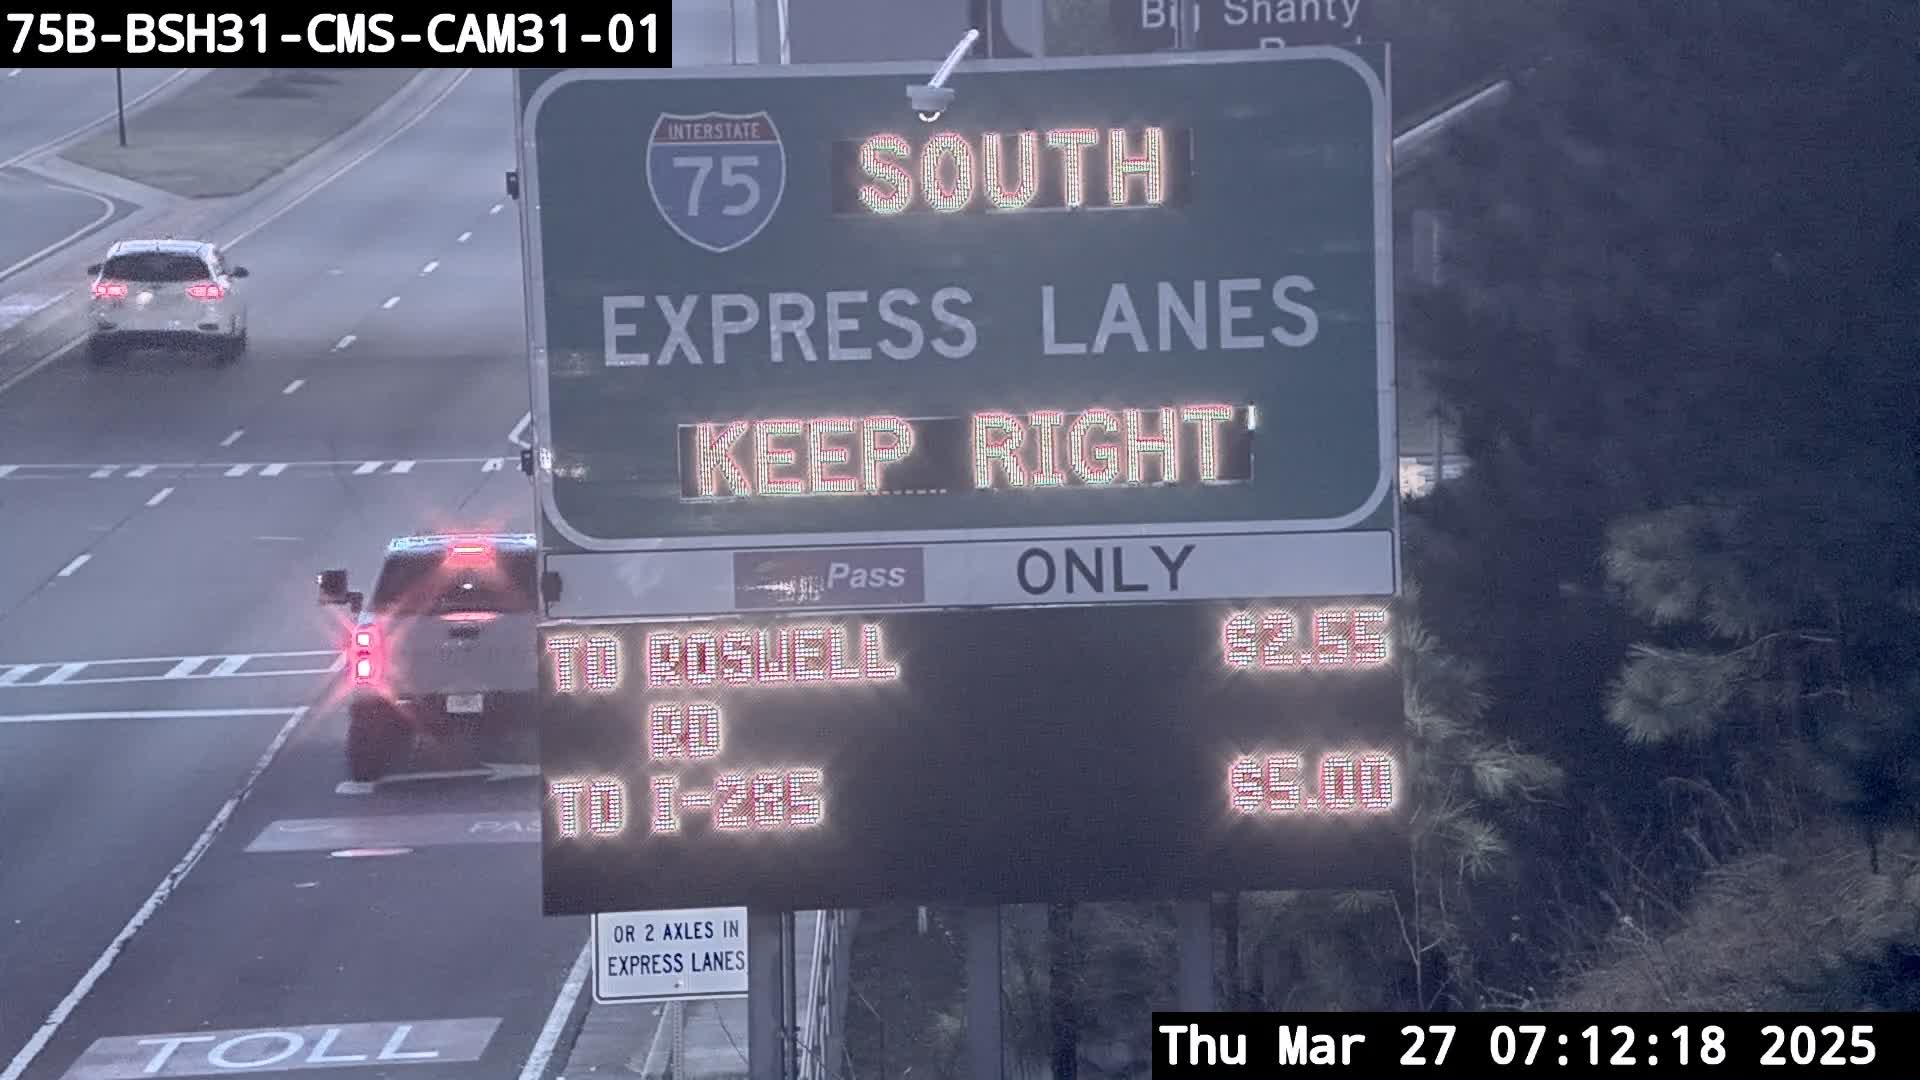 75B-BSH31-CMS-CAM31-01
Shanty
INTERSTATE
75
SOUTH
EXPRESS LANES
KEEP RIGHT
Pass
ONLY
TO ROSWELL $2.55
RD
TO I-285 $5.00
PAS
OR 2 AXLES IN
EXPRESS LANES
TOLL
Thu Mar 27 07:12:18 2025